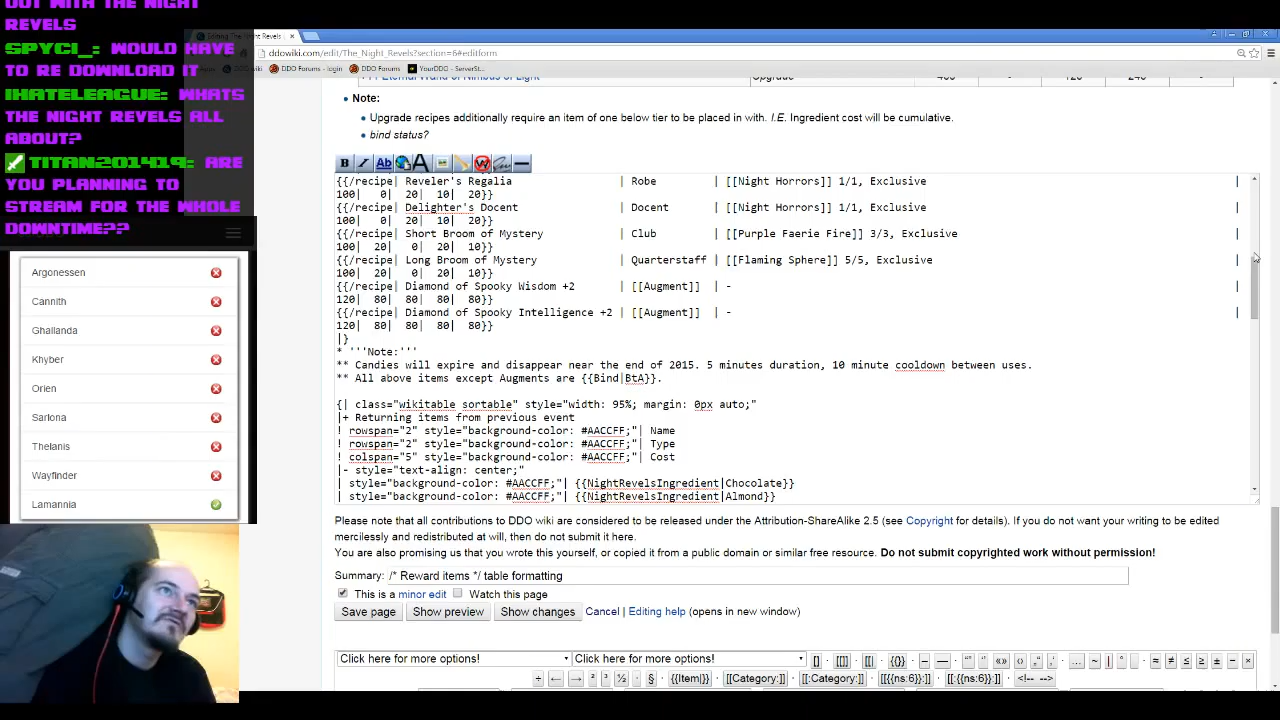 OUT WITH THE NIGHT
REVELS
SPYCI_: WOULD HAVE
TO RE DOWNLOAD IT
IHATELEAGUE: WHATS
THE NIGHT REVELS ALL
ABOUT?
TITAN201419: ARE
YOU PLANNING TO
STREAM FOR THE WHOLE
DOWNTIME??
Argonessen
Cannith
Ghallanda
Khyber
Orien
Sarlona
Thelanis
Wayfinder
Lamannia
ddowiki.com/edit/The_Night_Revels?section=6#editform
DDO Forums - login
DDO Forums
YourDDO - ServerSt...
Upgrade
Note:
Upgrade recipes additionally require an item of one below tier to be placed in with. I.E. Ingredient cost will be cumulative.
bind status?
{{/recipe| Reveler's Regalia | Robe | [[Night Horrors]] 1/1, Exclusive |
100| 0| 20| 10| 20}}
{{/recipe| Delighter's Docent | Docent | [[Night Horrors]] 1/1, Exclusive |
100| 0| 20| 10| 20}}
{{/recipe| Short Broom of Mystery | Club | [[Purple Faerie Fire]] 3/3, Exclusive |
100| 20| 0| 20| 10}}
{{/recipe| Long Broom of Mystery | Quarterstaff | [[Flaming Sphere]] 5/5, Exclusive |
100| 20| 0| 20| 10}}
{{/recipe| Diamond of Spooky Wisdom +2 | [[Augment]] | - |
120| 80| 80| 80| 80}}
{{/recipe| Diamond of Spooky Intelligence +2 | [[Augment]] | - |
120| 80| 80| 80| 80}}
|}
* '''Note:'''
** Candies will expire and disappear near the end of 2015. 5 minutes duration, 10 minute cooldown between uses.
** All above items except Augments are {{Bind|BtA}}.
{| class="wikitable sortable" style="width: 95%; margin: 0px auto;"
|+ Returning items from previous event
! rowspan="2" style="background-color: #AACCFF;"| Name
! rowspan="2" style="background-color: #AACCFF;"| Type
! colspan="5" style="background-color: #AACCFF;"| Cost
|- style="text-align: center;"
| style="background-color: #AACCFF;"| {{NightRevelsIngredient|Chocolate}}
| style="background-color: #AACCFF;"| {{NightRevelsIngredient|Almond}}
Please note that all contributions to DDO wiki are considered to be released under the Attribution-ShareAlike 2.5 (see Copyright for details). If you do not want your writing to be edited
mercilessly and redistributed at will, then do not submit it here.
You are also promising us that you wrote this yourself, or copied it from a public domain or similar free resource. Do not submit copyrighted work without permission!
Summary: /* Reward items */ table formatting
This is a minor edit Watch this page
Save page Show preview Show changes Cancel | Editing help (opens in new window)
Click here for more options! Click here for more options!
{{Item|}} · [[Category:]] · [[:Category:]] · [[{{ns:6}}:]] · [[:{{ns:6}}:]] · <!-- -->